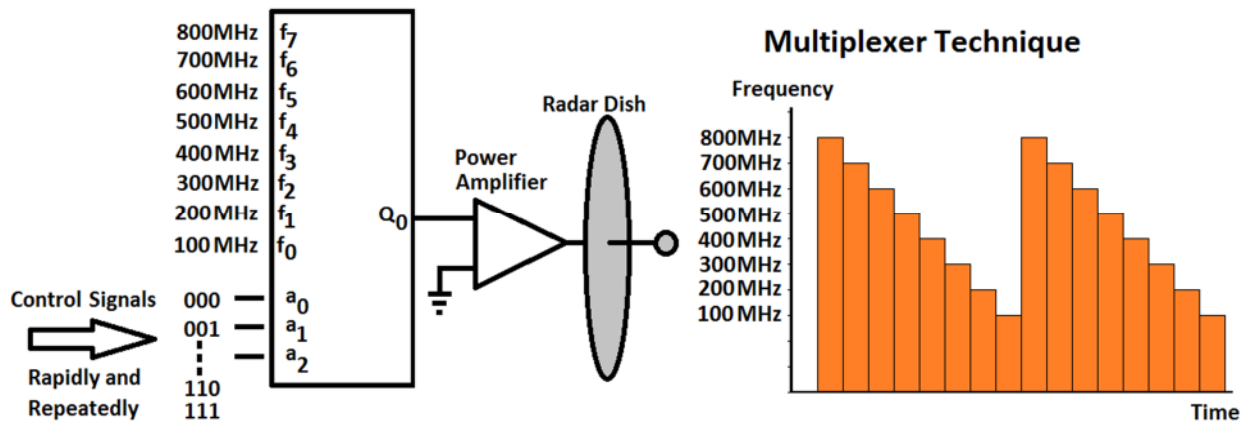 800MHz f7
700MHz f6
600MHz f5
500MHz f4
400MHz f3
300MHz f2
200MHz f1
100 MHz f0
Q0
Control Signals
000 a0
001 a1
a2
110
111
Rapidly and
Repeatedly
Power
Amplifier
Radar Dish
Multiplexer Technique
Frequency
800MHz
700MHz
600MHz
500MHz
400MHz
300MHz
200MHz
100MHz
Time